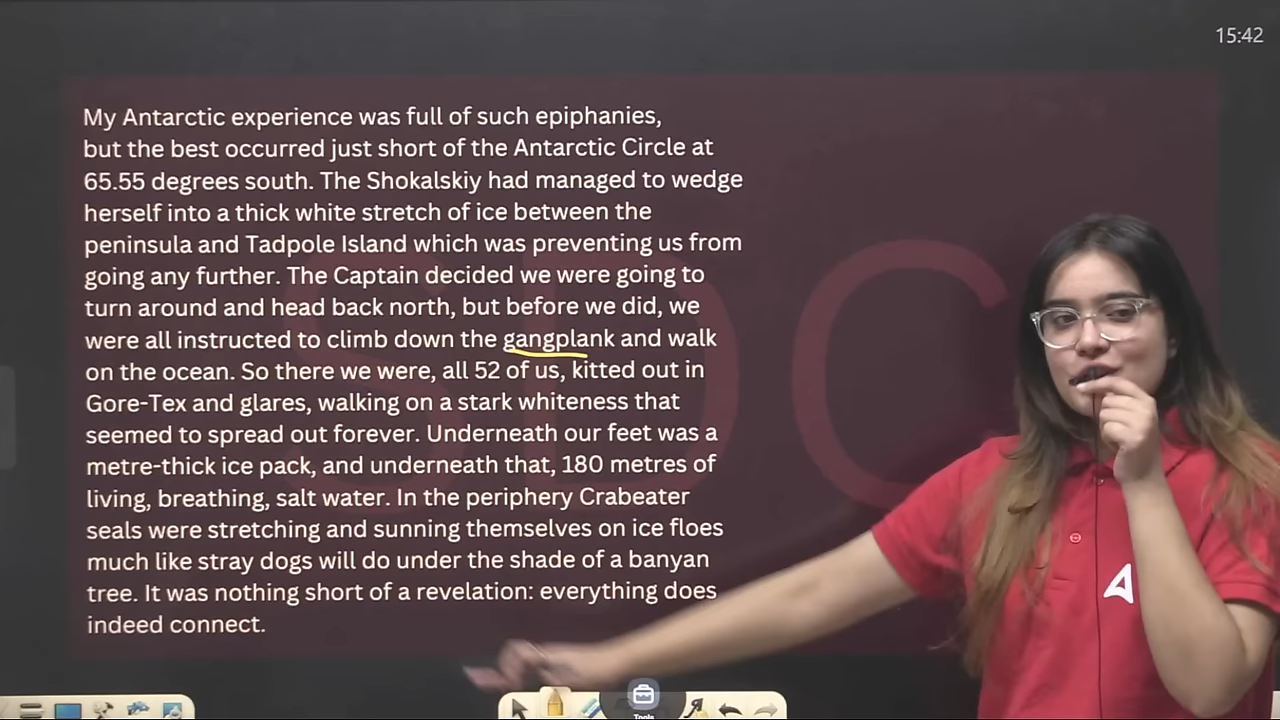 15:42
My Antarctic experience was full of such epiphanies,
but the best occurred just short of the Antarctic Circle at
65.55 degrees south. The Shokalskiy had managed to wedge
herself into a thick white stretch of ice between the
peninsula and Tadpole Island which was preventing us from
going any further. The Captain decided we were going to
turn around and head back north, but before we did, we
were all instructed to climb down the gangplank and walk
on the ocean. So there we were, all 52 of us, kitted out in
Gore-Tex and glares, walking on a stark whiteness that
seemed to spread out forever. Underneath our feet was a
metre-thick ice pack, and underneath that, 180 metres of
living, breathing, salt water. In the periphery Crabeater
seals were stretching and sunning themselves on ice floes
much like stray dogs will do under the shade of a banyan
tree. It was nothing short of a revelation: everything does
indeed connect.
SDC
Tools